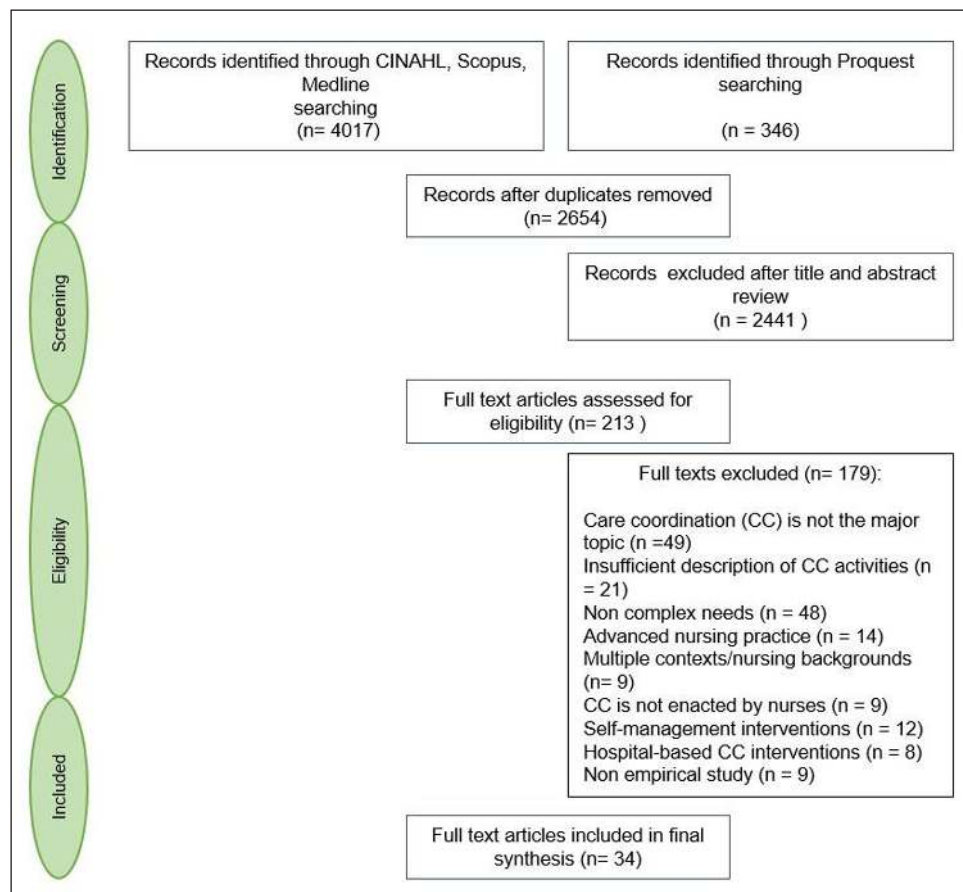 Identification
Records identified through CINAHL, Scopus,
Medline
searching
(n= 4017)
Records identified through Proquest
searching
(n = 346)
Records after duplicates removed
(n= 2654)
Screening
Records excluded after title and abstract
review
(n = 2441 )
Full text articles assessed for
eligibility (n= 213 )
Eligibility
Full texts excluded (n= 179):
Care coordination (CC) is not the major
topic (n =49)
Insufficient description of CC activities (n
= 21)
Non complex needs (n = 48)
Advanced nursing practice (n = 14)
Multiple contexts/nursing backgrounds
(n= 9)
CC is not enacted by nurses (n = 9)
Self-management interventions (n = 12)
Hospital-based CC interventions (n = 8)
Non empirical study (n = 9)
Included
Full text articles included in final
synthesis (n= 34)